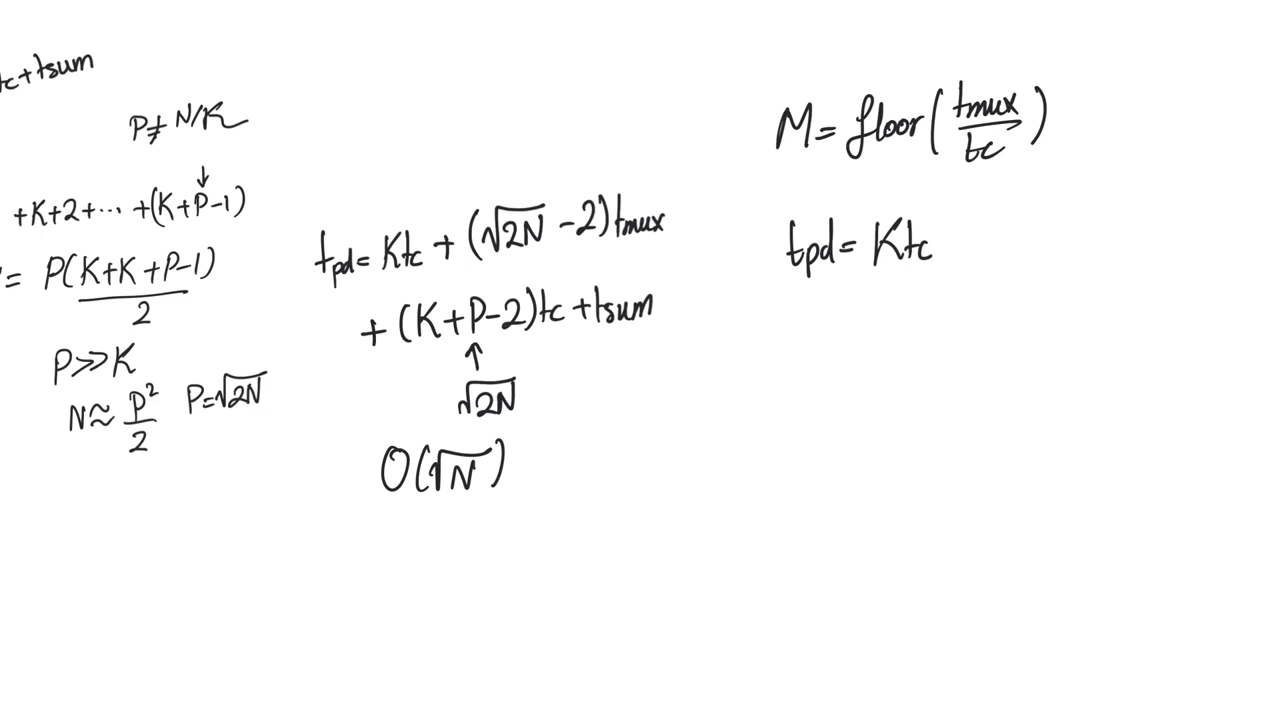 tc+tsum
P≠N/K
↓
+K+2+... +(K+P-1)
= P(K+K+P-1)
2
P>>K
N≈ P²/2 P=√2N
tpd= Ktc + (√2N -2)tmux
+ (K+P-2)tc +tsum
↑
√2N
O(√N)
M= floor(tmux/tc)
tpd= Ktc